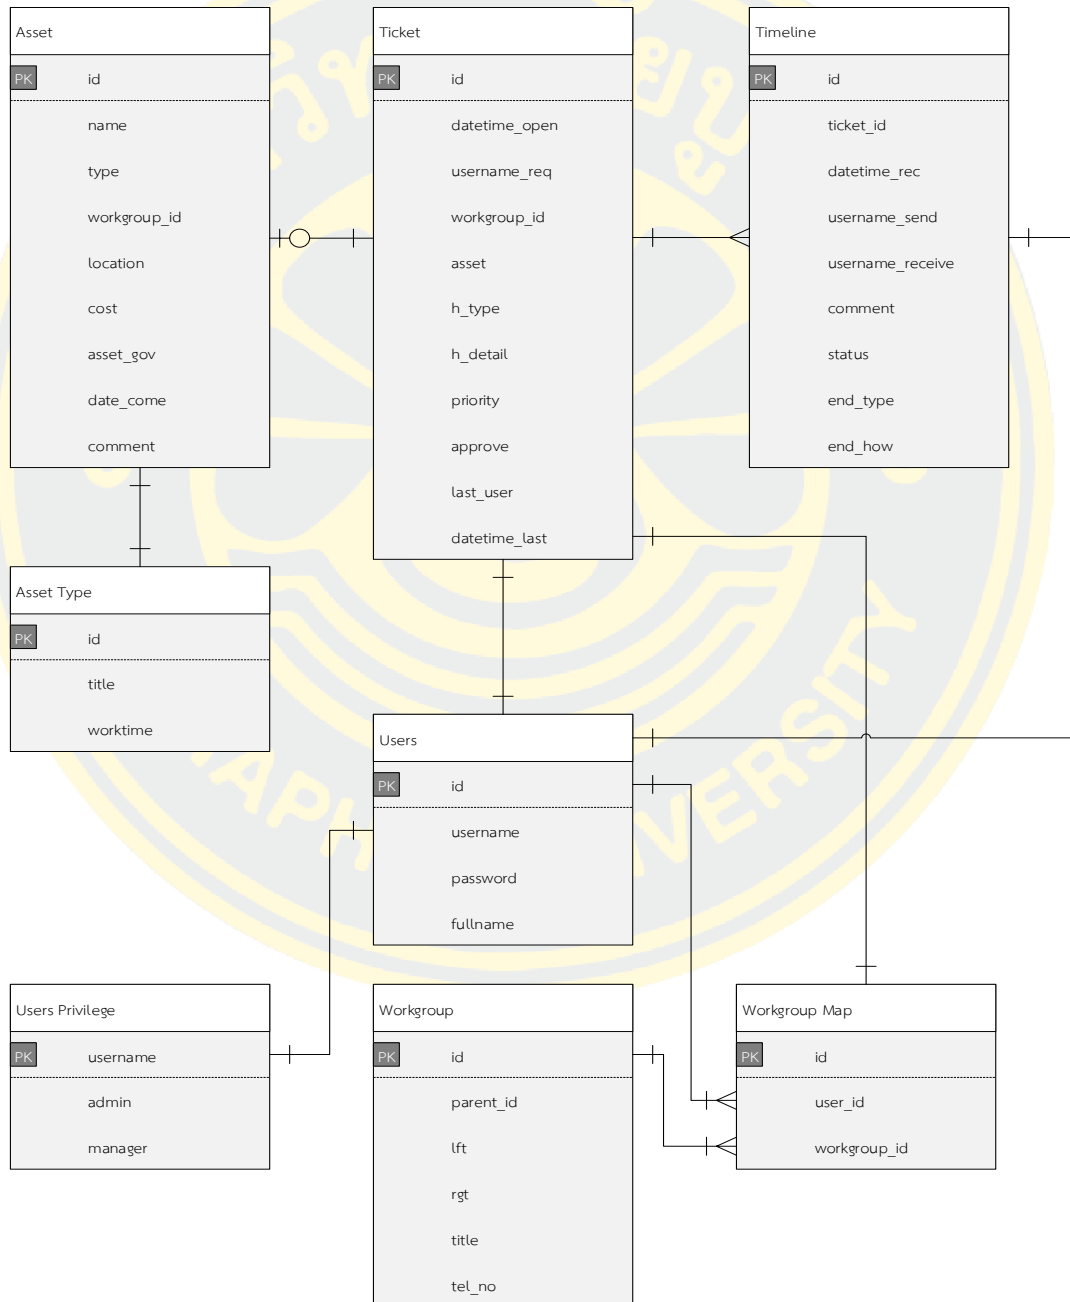 Asset
PK id
name
type
workgroup_id
location
cost
asset_gov
date_come
comment
Ticket
PK id
datetime_open
username_req
workgroup_id
asset
h_type
h_detail
priority
approve
last_user
datetime_last
Timeline
PK id
ticket_id
datetime_rec
username_send
username_receive
comment
status
end_type
end_how
Asset Type
PK id
title
worktime
Users
PK id
username
password
fullname
Users Privilege
PK username
admin
manager
Workgroup
PK id
parent_id
lft
rgt
title
tel_no
Workgroup Map
PK id
user_id
workgroup_id